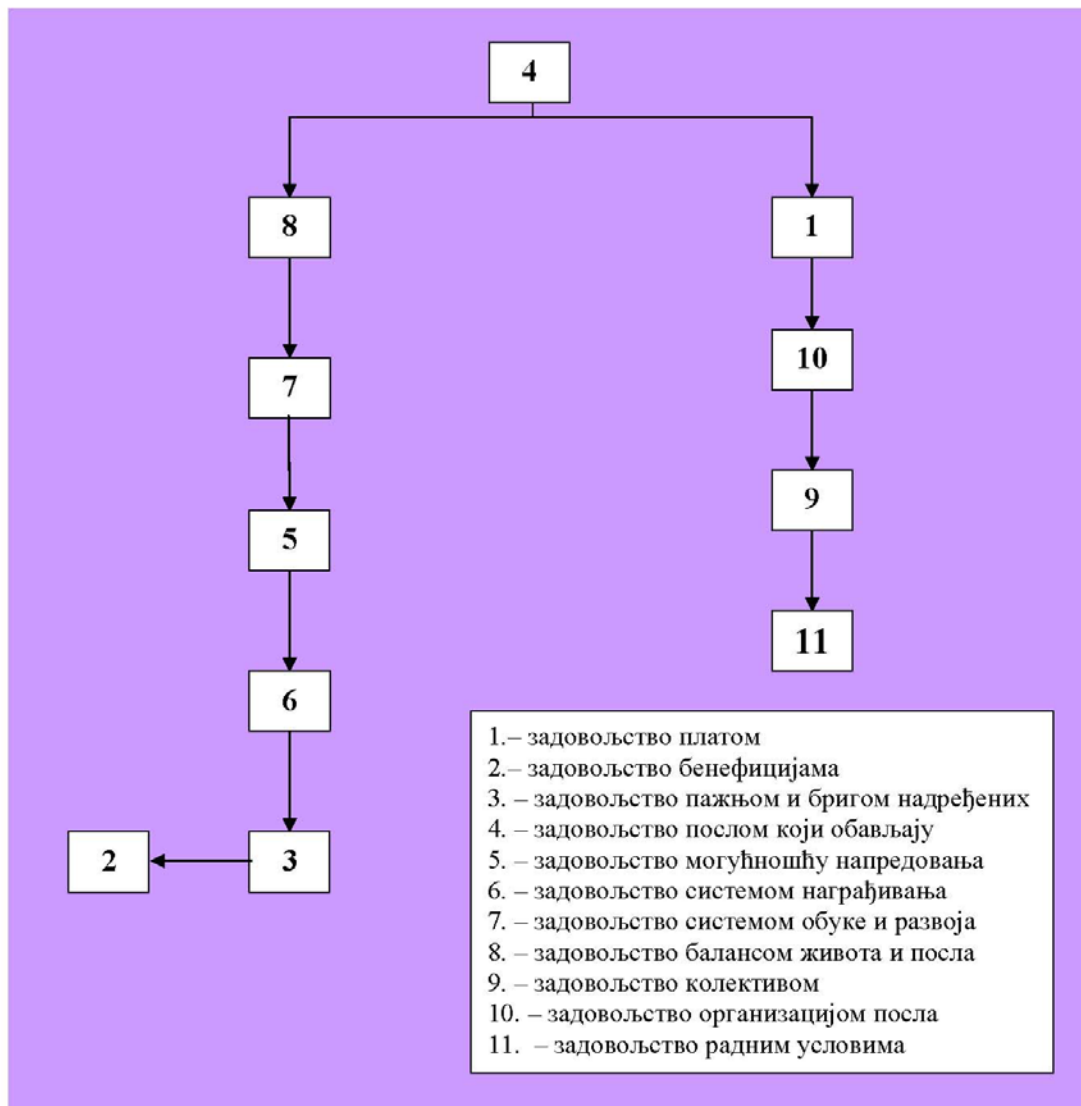 4
8
1
7
10
5
9
6
11
2
3
1.– задовољство платом
2.– задовољство бенефицијама
3. – задовољство пажњом и бригом надређених
4. – задовољство послом који обављају
5. – задовољство могућношћу напредовања
6. – задовољство системом награђивања
7. – задовољство системом обуке и развоја
8. – задовољство балансом живота и посла
9. – задовољство колективом
10. – задовољство организацијом посла
11. – задовољство радним условима